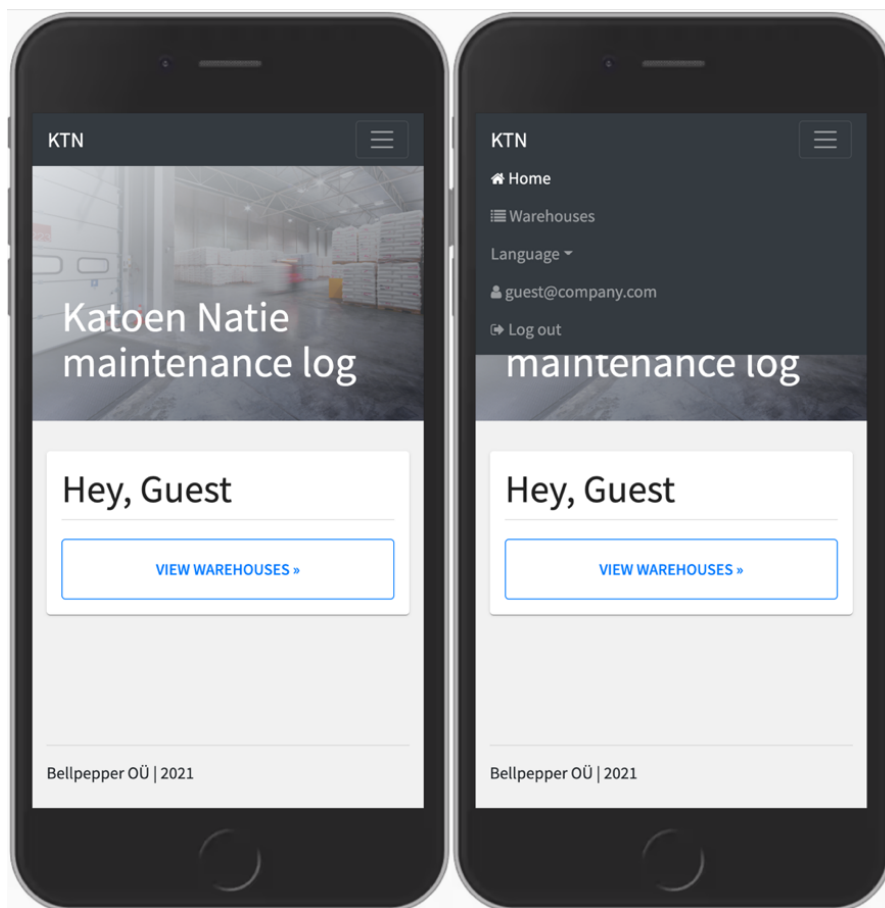 KTN
Katoen Natie
maintenance log
Hey, Guest
VIEW WAREHOUSES »
Bellpepper OÜ | 2021
KTN
Home
Warehouses
Language
guest@company.com
Log out
maintenance log
Hey, Guest
VIEW WAREHOUSES »
Bellpepper OÜ | 2021